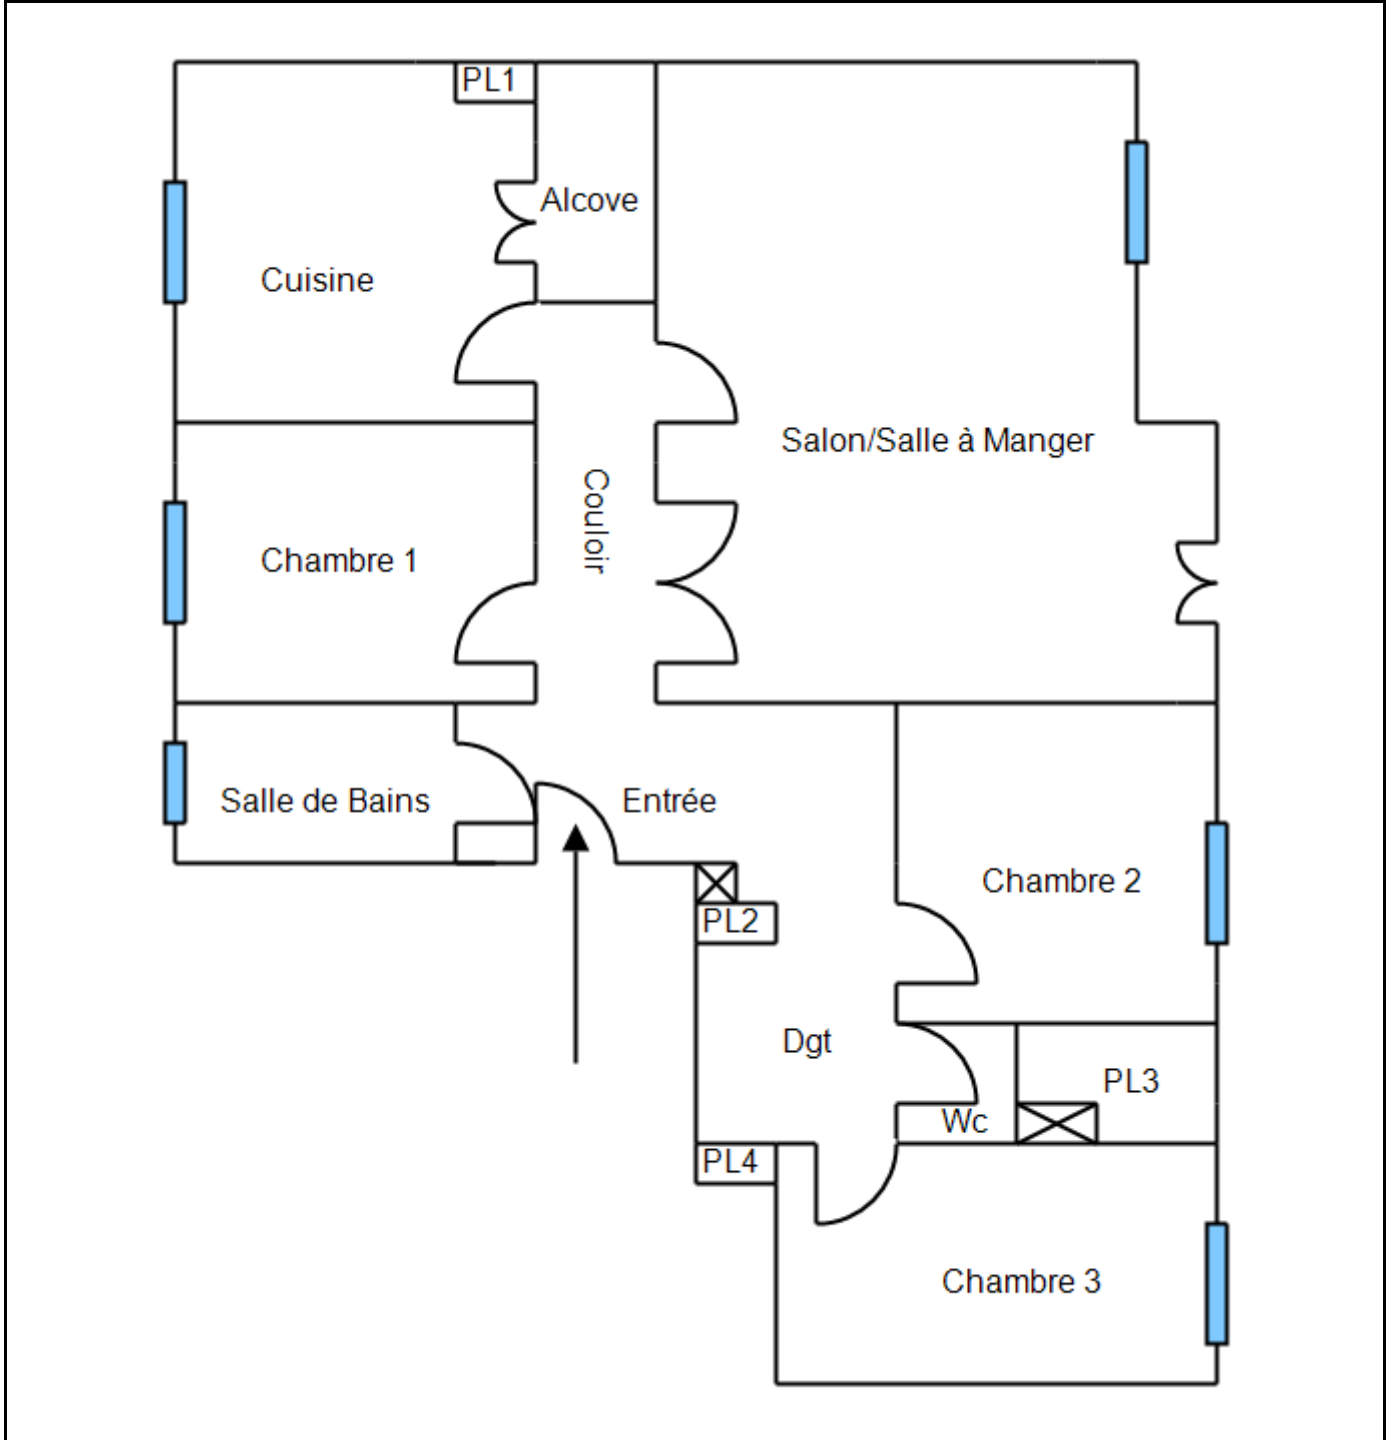 PL1
Alcove
Cuisine
Salon/Salle à Manger
Couloir
Chambre 1
Salle de Bains
Entrée
Chambre 2
PL2
Dgt
PL3
Wc
PL4
Chambre 3